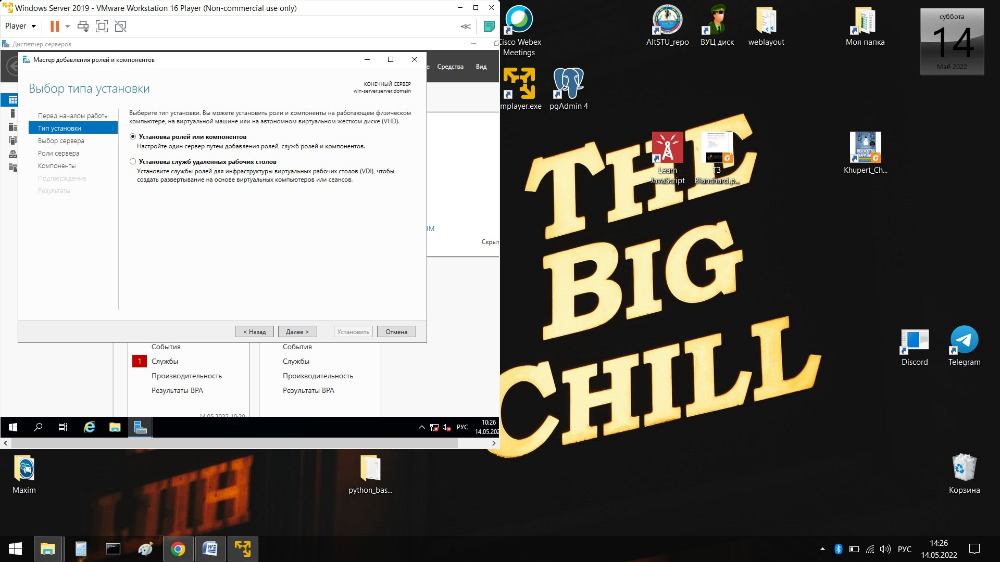 Windows Server 2019 - VMware Workstation 16 Player (Non-commercial use only)
Player
Диспетчер серверов
Средства
Вид
Мастер добавления ролей и компонентов
Выбор типа установки
КОНЕЧНЫЙ СЕРВЕР
win-server.server.domain
Перед началом работы
Тип установки
Выбор сервера
Роли сервера
Компоненты
Подтверждение
Результаты
Выберите тип установки. Вы можете установить роли и компоненты на работающем физическом
компьютере, на виртуальной машине или на автономном виртуальном жестком диске (VHD).
Установка ролей или компонентов
Настройте один сервер путем добавления ролей, служб ролей и компонентов.
Установка служб удаленных рабочих столов
Установите службы ролей для инфраструктуры виртуальных рабочих столов (VDI), чтобы
создать развертывание на основе виртуальных компьютеров или сеансов.
Скрыт
< Назад
Далее >
Установить
Отмена
События
1 Службы
Производительность
Результаты BPA
События
Службы
Производительность
Результаты BPA
14.05.2022 10:20
РУС
10:26
14.05.202
Cisco Webex
Meetings
mplayer.exe
pgAdmin 4
AltSTU_repo
ВУЦ диск
weblayout
Моя папка
суббота
14
Май 2022
Learn
JavaScript
ТЗ
Blanchard.p...
ИСКУССТВО
Khupert_Ch...
THE
BIG
CHILL
Discord
Telegram
Maxim
python_bas...
Корзина
РУС
14:26
14.05.2022